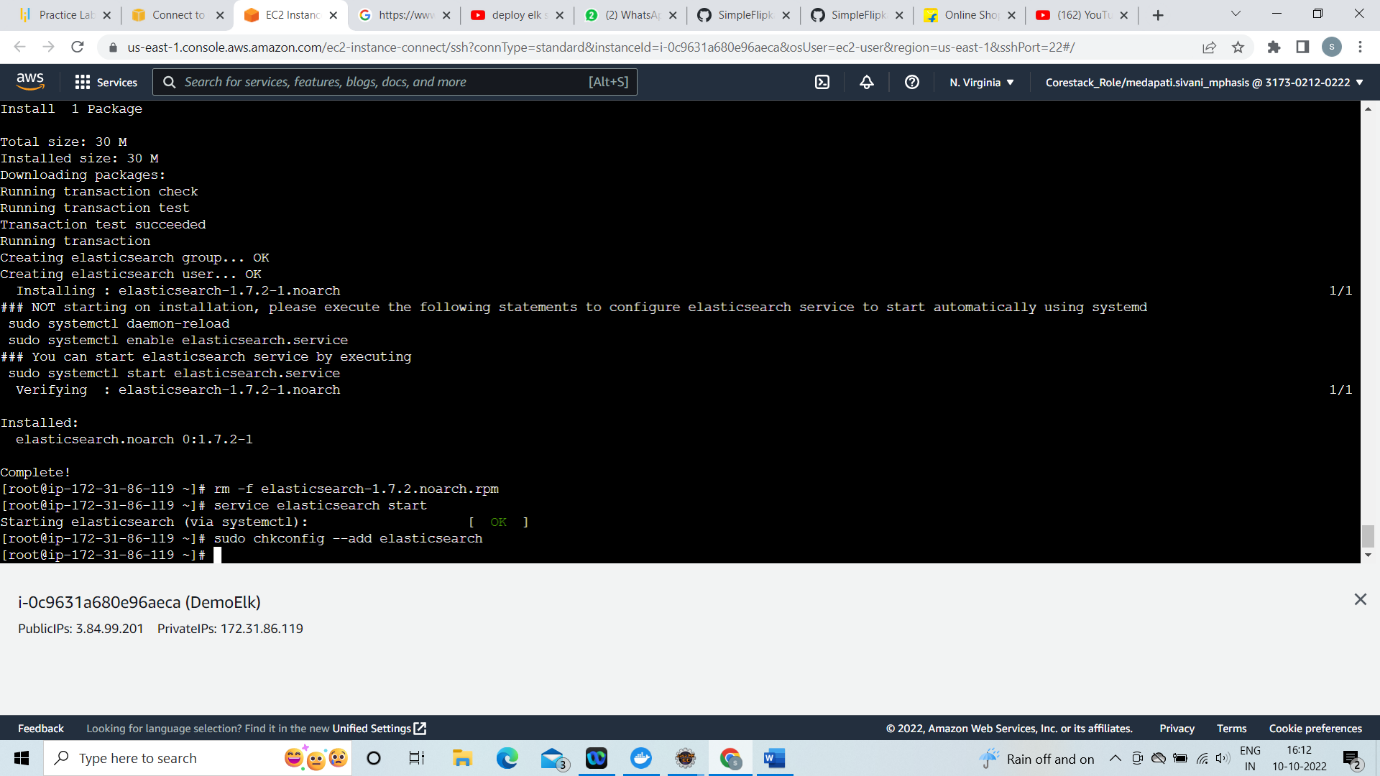 Practice Lab
Connect to
EC2 Instanc
https://www
deploy elk s
(2) WhatsAp
SimpleFlipk
SimpleFlipk
Online Shop
(162) YouTu
us-east-1.console.aws.amazon.com/ec2-instance-connect/ssh?connType=standard&instanceId=i-0c9631a680e96aeca&osUser=ec2-user&region=us-east-1&sshPort=22#/
S
aws
Services
Search for services, features, blogs, docs, and more
[Alt+S]
N. Virginia
Corestack_Role/medapati.sivani_mphasis @ 3173-0212-0222
Install  1 Package
Total size: 30 M
Installed size: 30 M
Downloading packages:
Running transaction check
Running transaction test
Transaction test succeeded
Running transaction
Creating elasticsearch group... OK
Creating elasticsearch user... OK
  Installing : elasticsearch-1.7.2-1.noarch 1/1
### NOT starting on installation, please execute the following statements to configure elasticsearch service to start automatically using systemd
 sudo systemctl daemon-reload
 sudo systemctl enable elasticsearch.service
### You can start elasticsearch service by executing
 sudo systemctl start elasticsearch.service
  Verifying  : elasticsearch-1.7.2-1.noarch 1/1
Installed:
  elasticsearch.noarch 0:1.7.2-1
Complete!
[root@ip-172-31-86-119 ~]# rm -f elasticsearch-1.7.2.noarch.rpm
[root@ip-172-31-86-119 ~]# service elasticsearch start
Starting elasticsearch (via systemctl): [  OK  ]
[root@ip-172-31-86-119 ~]# sudo chkconfig --add elasticsearch
[root@ip-172-31-86-119 ~]#
i-0c9631a680e96aeca (DemoElk)
PublicIPs: 3.84.99.201 PrivateIPs: 172.31.86.119
Feedback
Looking for language selection? Find it in the new Unified Settings
© 2022, Amazon Web Services, Inc. or its affiliates.
Privacy
Terms
Cookie preferences
Type here to search
3
Rain off and on
ENG
IN
16:12
10-10-2022
2